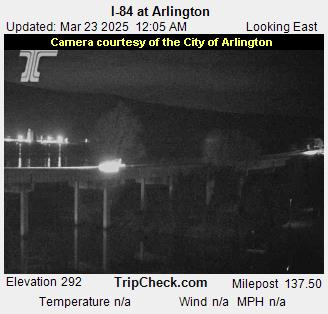 I-84 at Arlington
Updated: Mar 23 2025 12:05 AM Looking East
Camera courtesy of the City of Arlington
Elevation 292 TripCheck.com Milepost 137.50
Temperature n/a Wind n/a MPH n/a